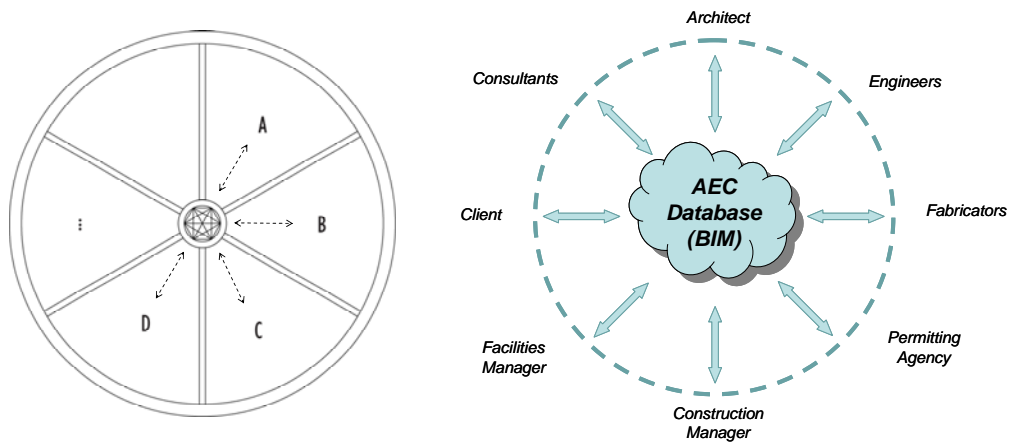 A
B
⋮
D
C
Architect
Consultants
Engineers
AEC
Database
(BIM)
Client
Fabricators
Facilities
Manager
Permitting
Agency
Construction
Manager